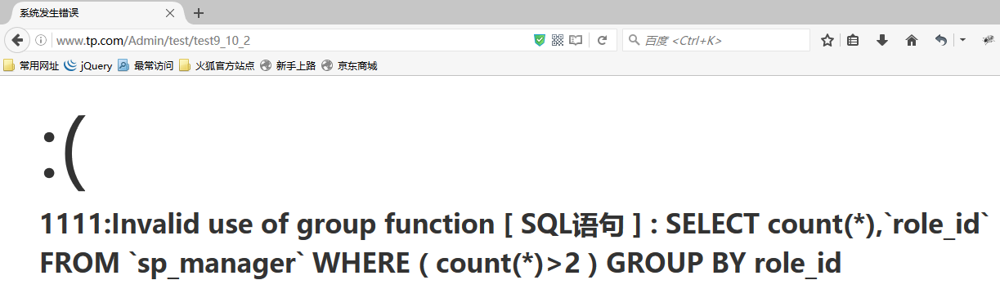 系统发生错误
www.tp.com/Admin/test/test9_10_2
百度 <Ctrl+K>
常用网址 jQuery 最常访问 火狐官方站点 新手上路 京东商城
:(
1111:Invalid use of group function [ SQL语句 ] : SELECT count(*),`role_id`
FROM `sp_manager` WHERE ( count(*)>2 ) GROUP BY role_id